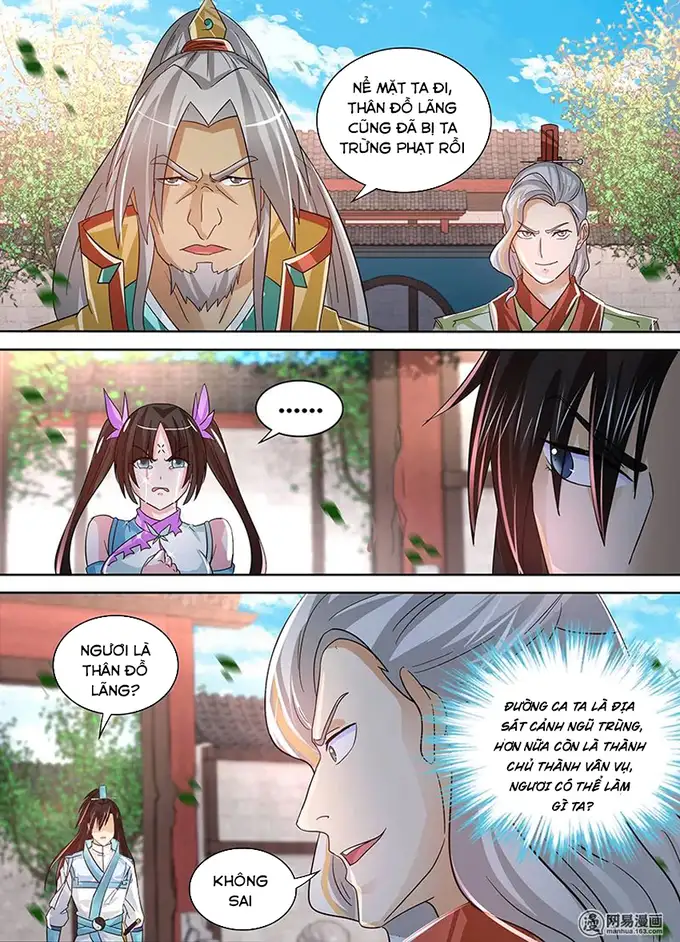 NỂ MẶT TA ĐI,
THÂN ĐỒ LÃNG
CŨNG ĐÃ BỊ TA
TRỪNG PHẠT RỒI
......
NGƯƠI LÀ
THÂN ĐỒ
LÃNG?
ĐƯỜNG CA TA LÀ ĐỊA
SÁT CẢNH NGŨ TRÙNG,
HƠN NỮA CÒN LÀ THÀNH
CHỦ THÀNH VÂN VỤ,
NGƯƠI CÓ THỂ LÀM
GÌ TA?
KHÔNG
SAI
网易漫画
manhua.163.com